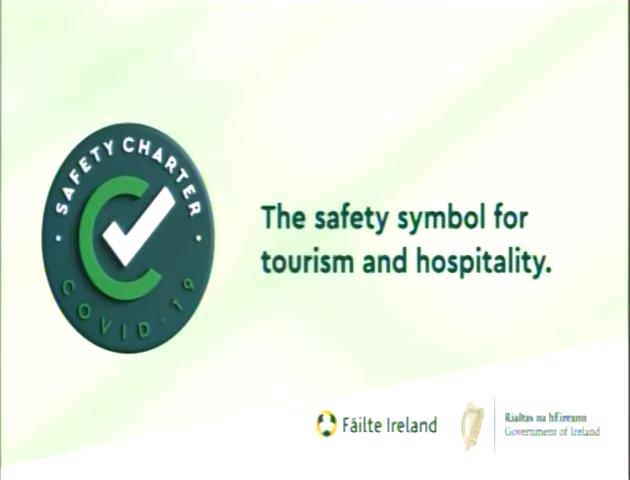 SAFETY CHARTER
COVID-19
The safety symbol for
tourism and hospitality.
Fáilte Ireland
Rialtas na hÉireann
Government of Ireland